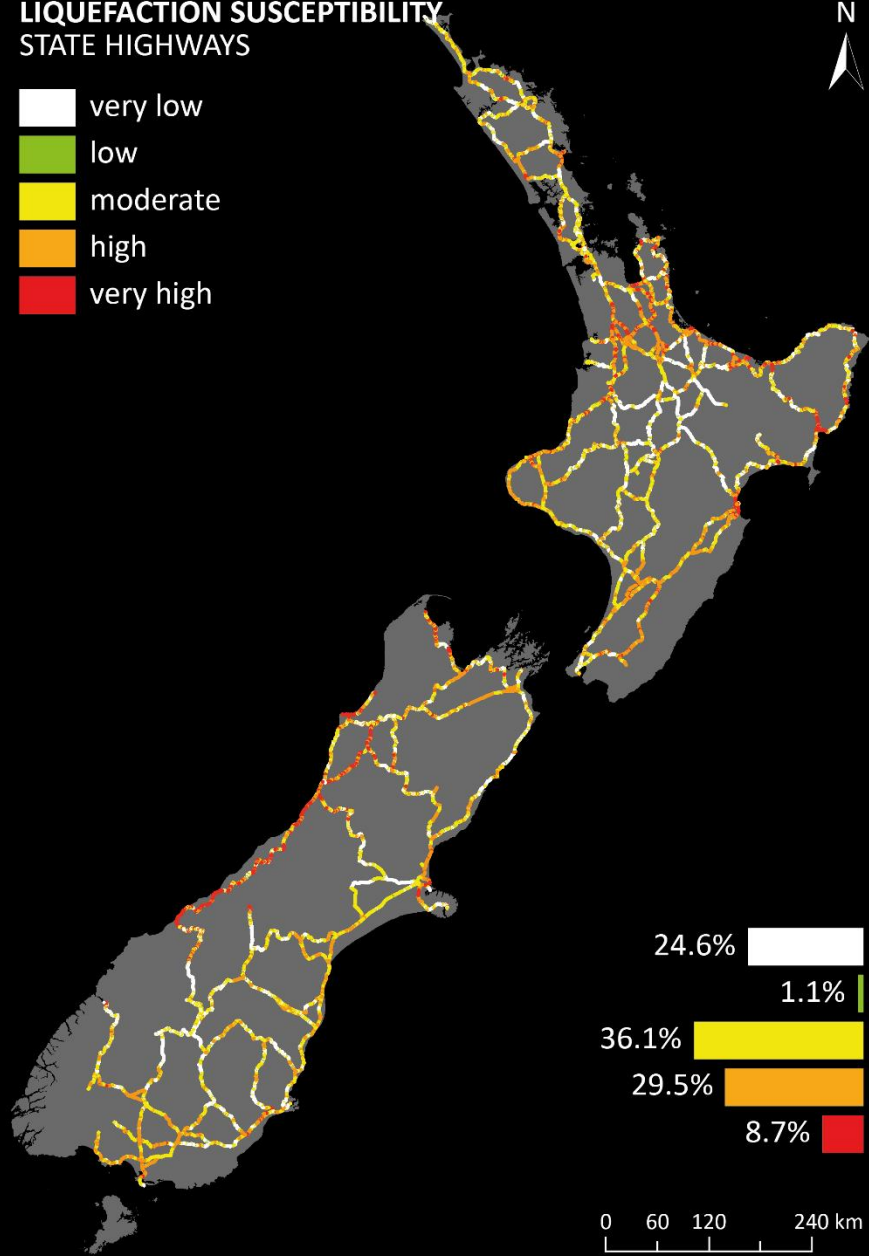 LIQUEFACTION SUSCEPTIBILITY
STATE HIGHWAYS
N
very low
low
moderate
high
very high
24.6%
1.1%
36.1%
29.5%
8.7%
0 60 120 240 km